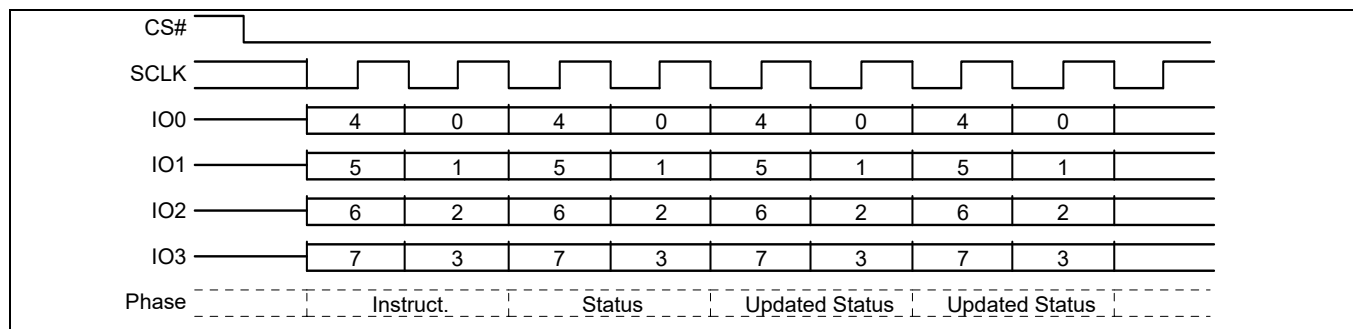 CS#
SCLK
IO0 4 0 4 0 4 0 4 0
IO1 5 1 5 1 5 1 5 1
IO2 6 2 6 2 6 2 6 2
IO3 7 3 7 3 7 3 7 3
Phase Instruct. Status Updated Status Updated Status